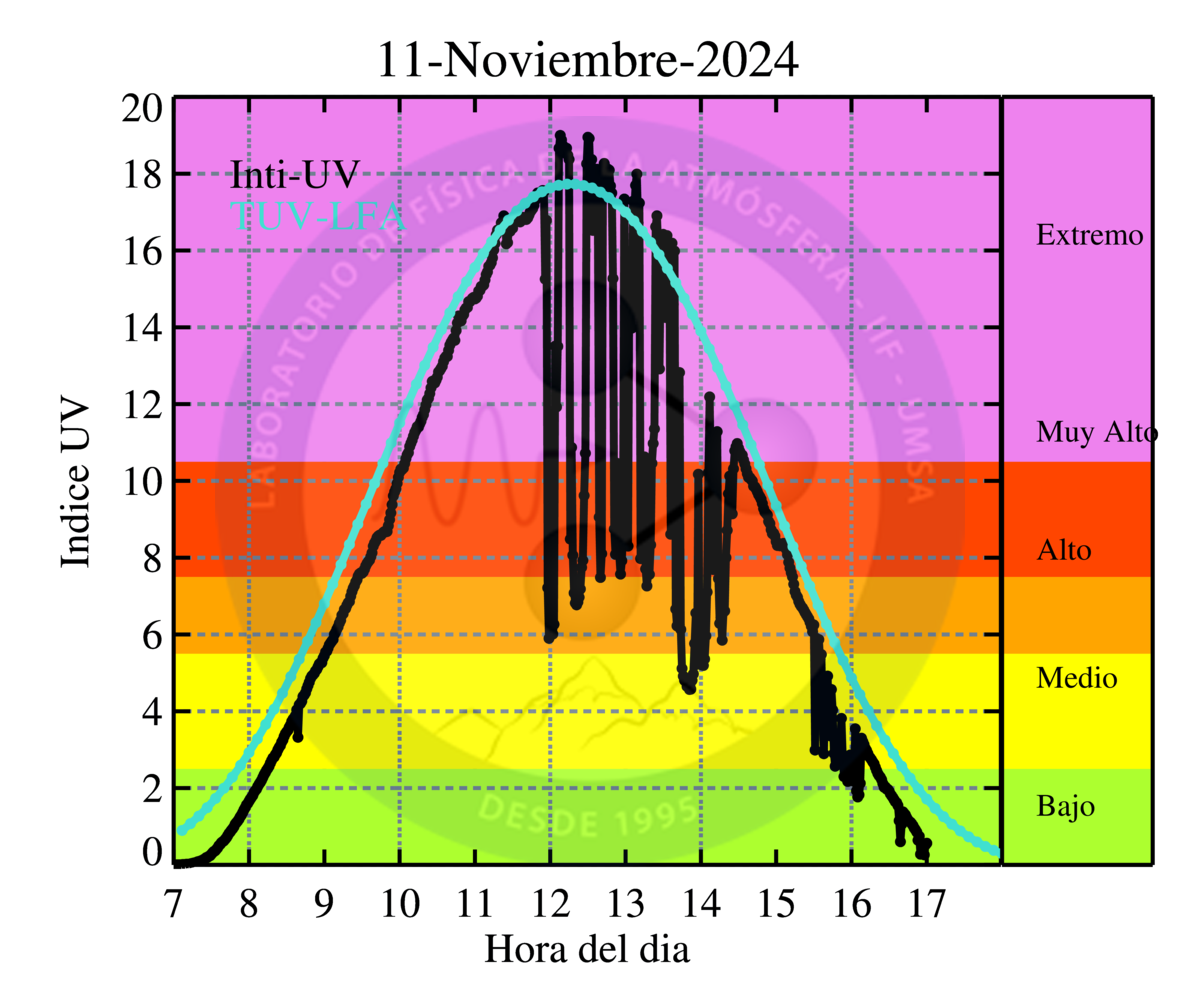 11-Noviembre-2024
Inti-UV
TUV-LFA
LABORATORIO DE FÍSICA DE LA ATMÓSFERA - IIF - UMSA
DESDE 1995
Indice UV
20
18
16
14
12
10
8
6
4
2
0
Extremo
Muy Alto
Alto
Medio
Bajo
7 8 9 10 11 12 13 14 15 16 17
Hora del dia